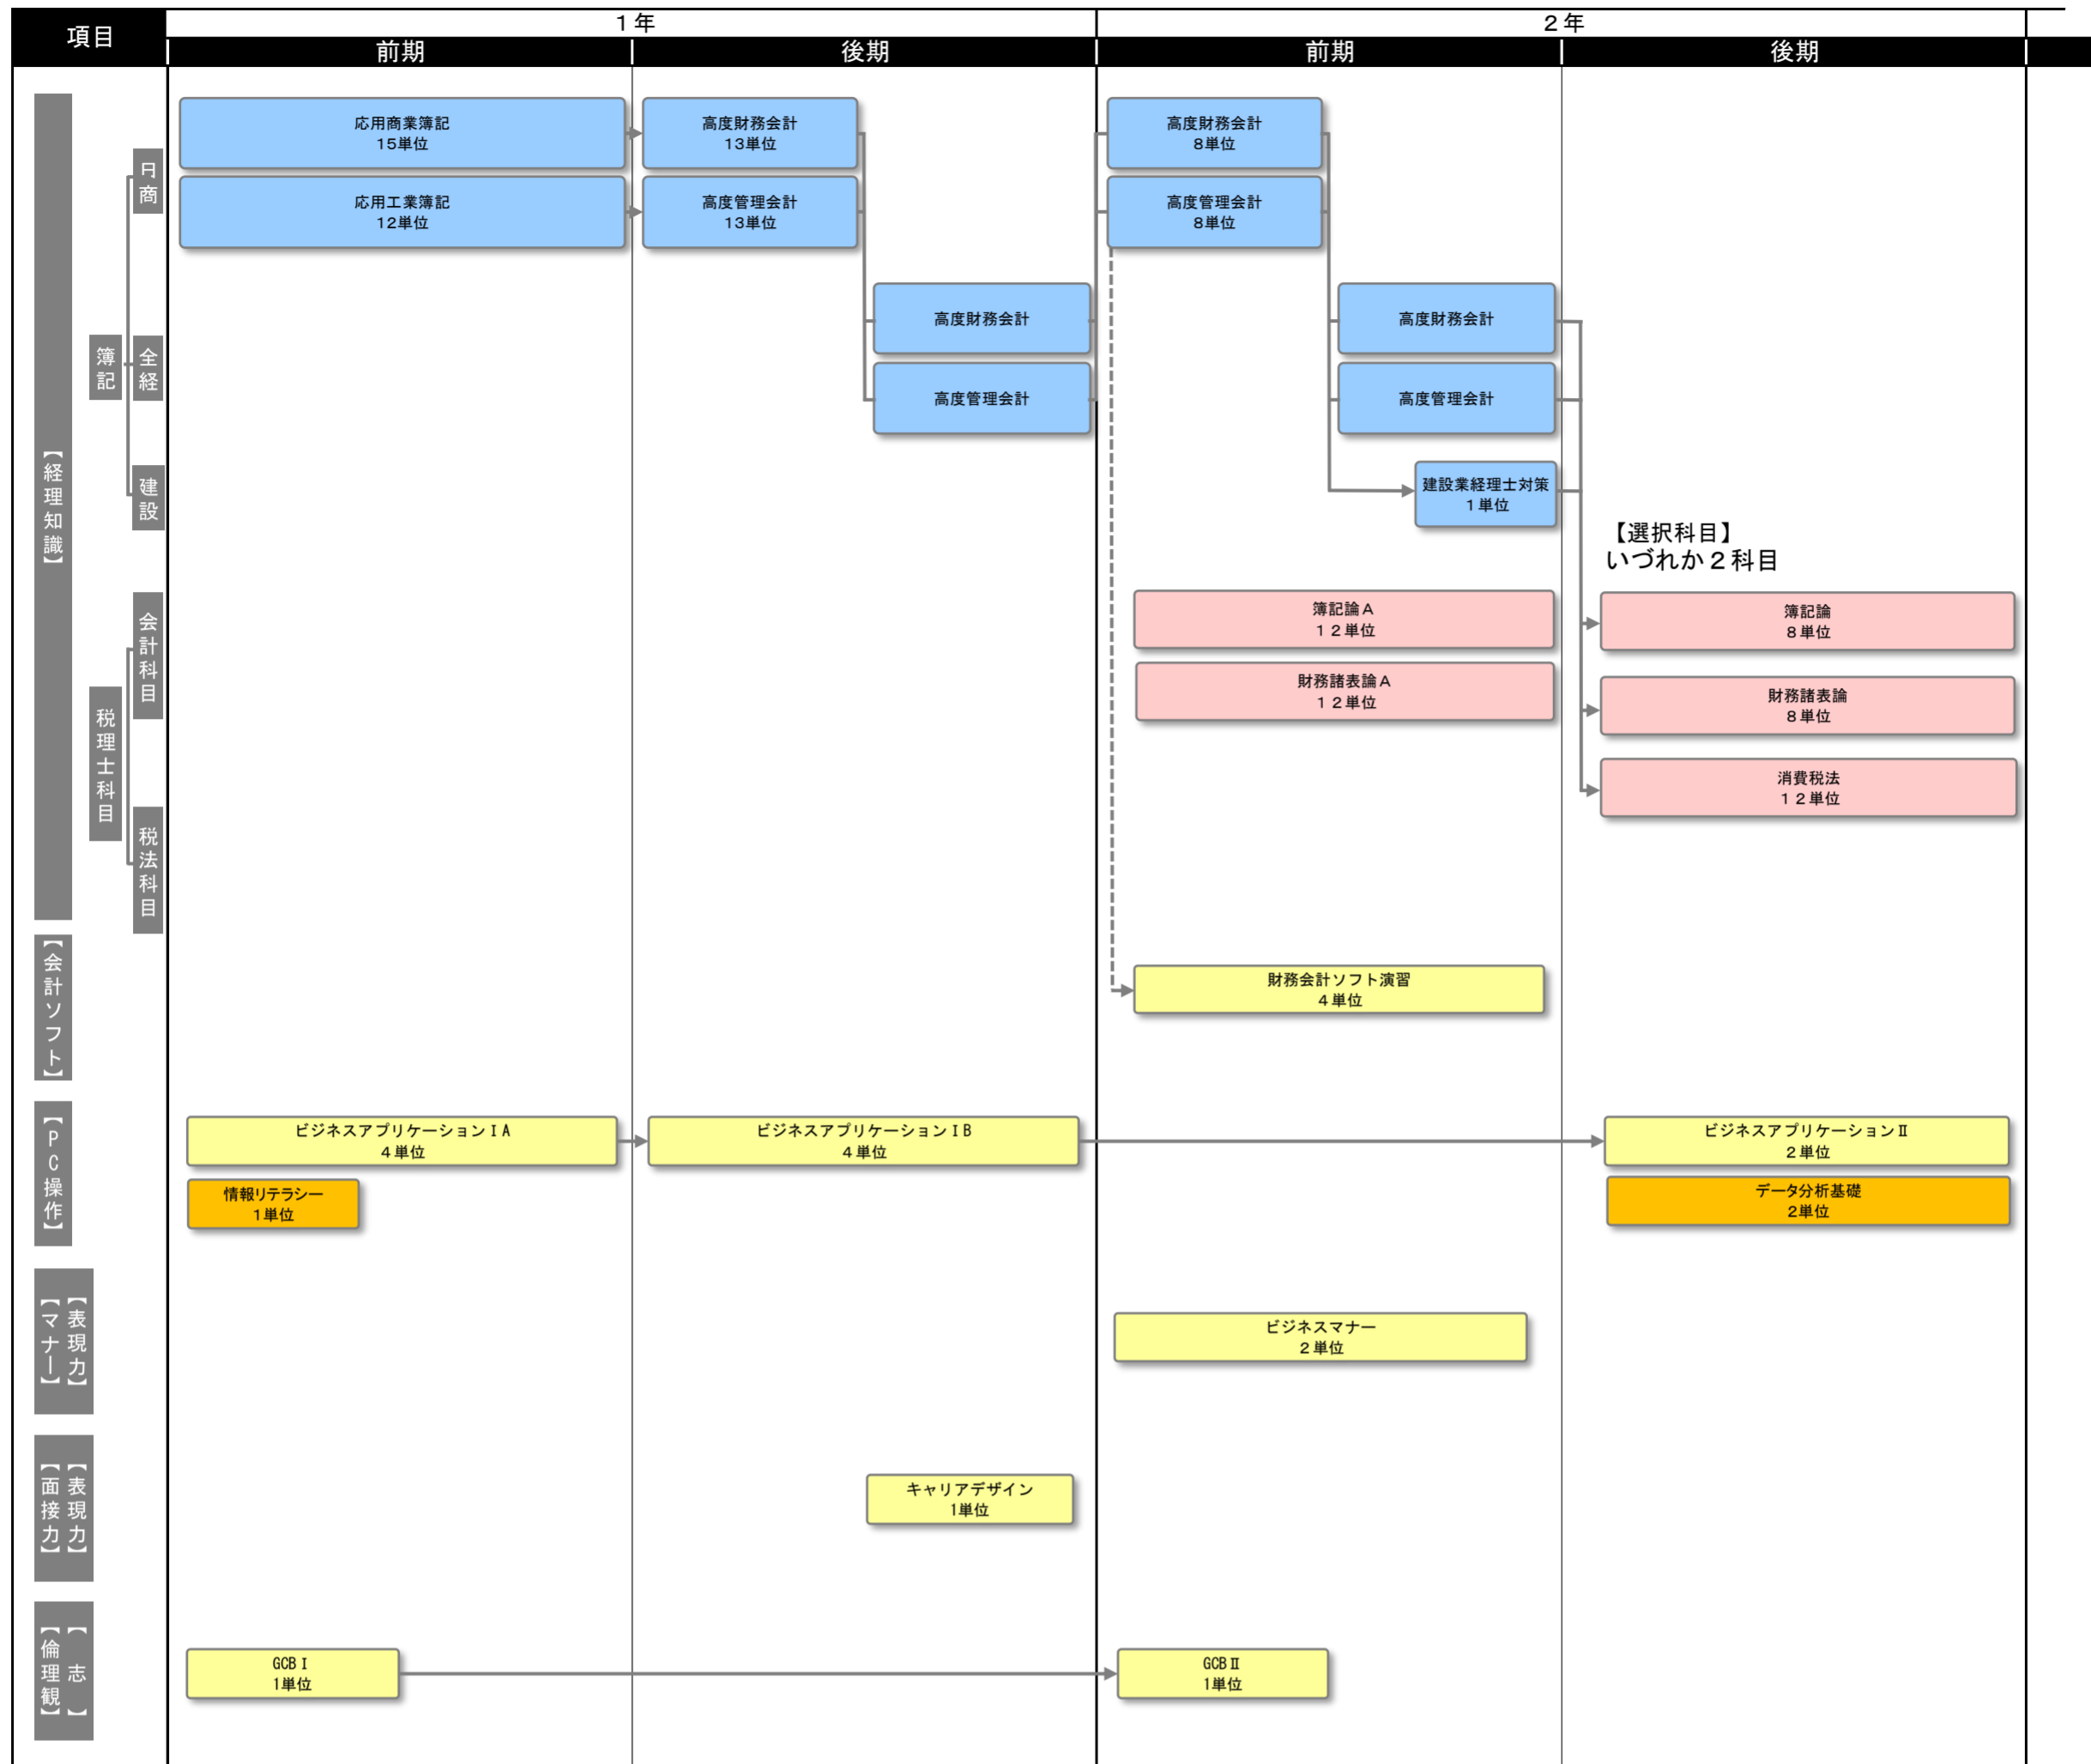 項目
1年
2年
前期
後期
前期
後期
【経理知識】
簿記
日商
全経
建設
税理士科目
会計科目
税法科目
応用商業簿記
15単位
応用工業簿記
12単位
高度財務会計
13単位
高度管理会計
13単位
高度財務会計
高度管理会計
高度財務会計
8単位
高度管理会計
8単位
高度財務会計
高度管理会計
建設業経理士対策
1単位
【選択科目】
いづれか2科目
簿記論A
12単位
財務諸表論A
12単位
簿記論
8単位
財務諸表論
8単位
消費税法
12単位
【会計ソフト】
財務会計ソフト演習
4単位
【PC操作】
ビジネスアプリケーションⅠA
4単位
ビジネスアプリケーションⅠB
4単位
ビジネスアプリケーションⅡ
2単位
情報リテラシー
1単位
データ分析基礎
2単位
【表現力】
【マナー】
ビジネスマナー
2単位
【表現力】
【面接力】
キャリアデザイン
1単位
【志】
【倫理観】
GCBⅠ
1単位
GCBⅡ
1単位